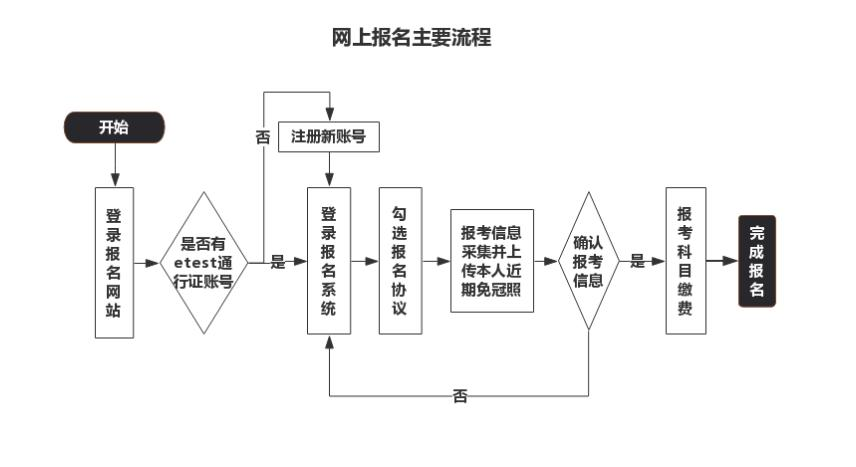 网上报名主要流程
开始
登录报名网站
是否有
etest通
行证账号
否
注册新账号
是
登录报名系统
勾选报名协议
报考信息
采集并上
传本人近
期免冠照
确认
报考
信息
是
报考科目缴费
完成报名
否